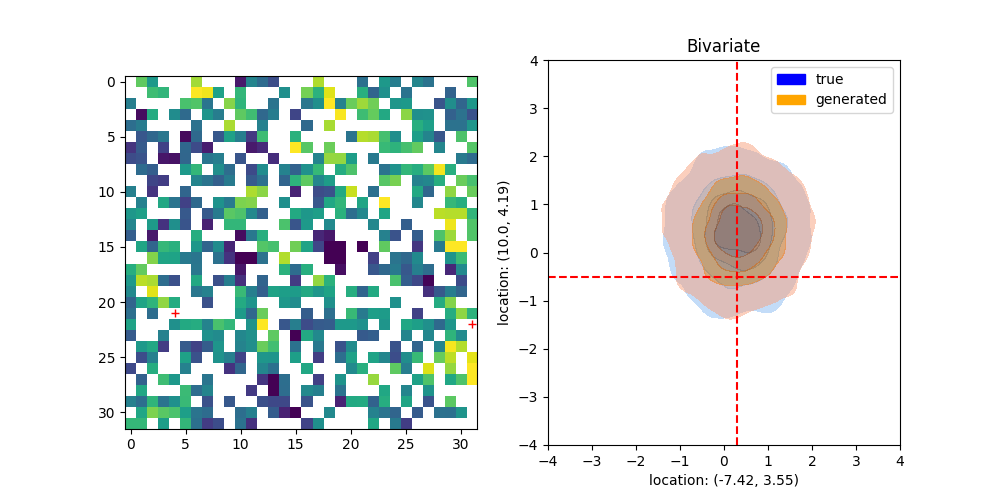 0
5
10
15
20
25
30
0 5 10 15 20 25 30
Bivariate
true
generated
4
3
2
1
0
−1
−2
−3
−4
location: (10.0, 4.19)
−4 −3 −2 −1 0 1 2 3 4
location: (-7.42, 3.55)